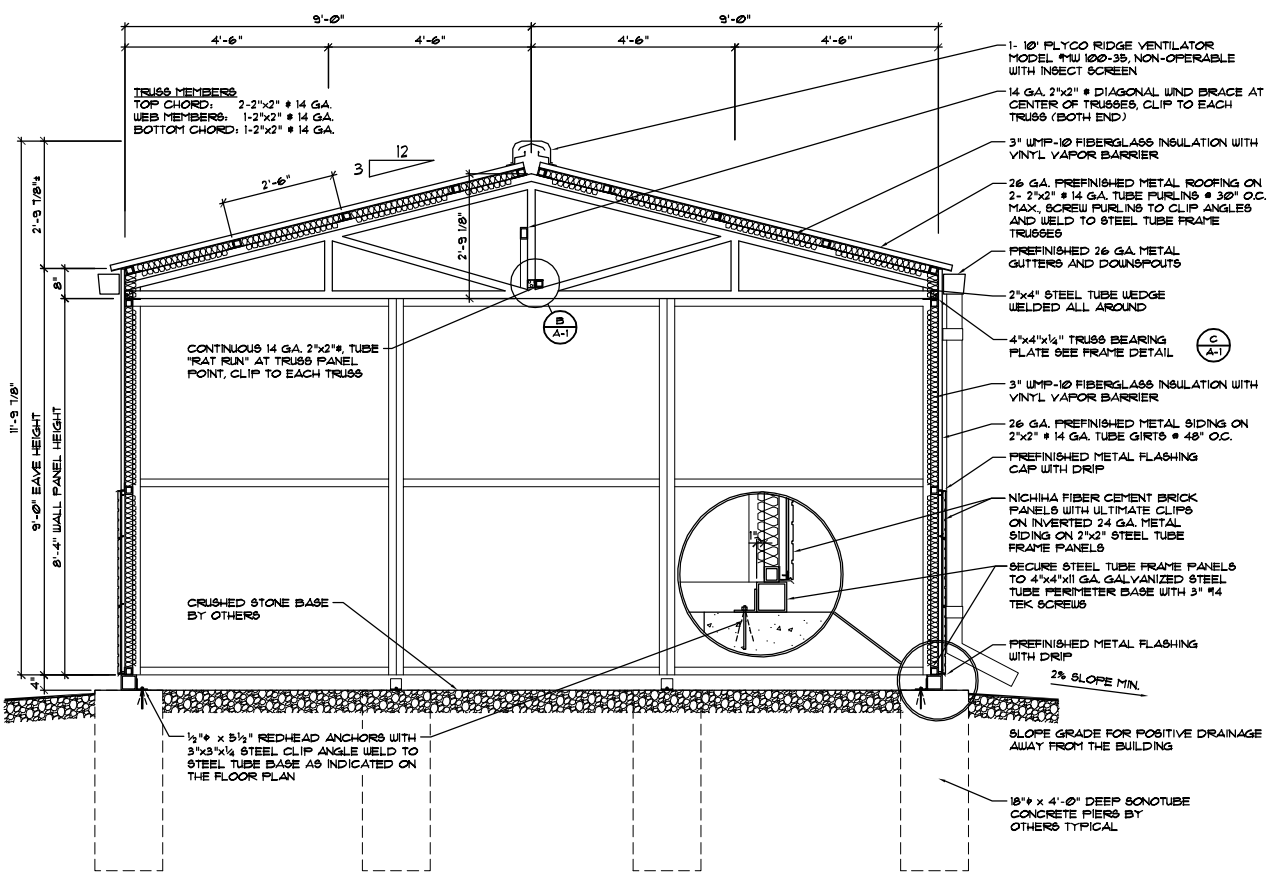 9'-0"
9'-0"
4'-6"
4'-6"
4'-6"
4'-6"
TRUSS MEMBERS
TOP CHORD: 2-2"x2" # 14 GA.
WEB MEMBERS: 1-2"x2" # 14 GA.
BOTTOM CHORD: 1-2"x2" # 14 GA.
12
3
2'-6"
2'-9 7/8"±
2'-9 1/8"
8"
11'-9 7/8"
9'-0" EAVE HEIGHT
8'-4" WALL PANEL HEIGHT
4"
1- 10' PLYCO RIDGE VENTILATOR
MODEL #MW 100-35, NON-OPERABLE
WITH INSECT SCREEN
14 GA. 2"x2" # DIAGONAL WIND BRACE AT
CENTER OF TRUSSES, CLIP TO EACH
TRUSS (BOTH END)
3" WMP-10 FIBERGLASS INSULATION WITH
VINYL VAPOR BARRIER
26 GA. PREFINISHED METAL ROOFING ON
2- 2"x2" # 14 GA. TUBE PURLINS @ 30" O.C.
MAX., SCREW PURLINS TO CLIP ANGLES
AND WELD TO STEEL TUBE FRAME
TRUSSES
PREFINISHED 26 GA. METAL
GUTTERS AND DOWNSPOUTS
2"x4" STEEL TUBE WEDGE
WELDED ALL AROUND
4"x4"x¼" TRUSS BEARING
PLATE SEE FRAME DETAIL
C
A-1
B
A-1
CONTINUOUS 14 GA. 2"x2"#, TUBE
"RAT RUN" AT TRUSS PANEL
POINT, CLIP TO EACH TRUSS
3" WMP-10 FIBERGLASS INSULATION WITH
VINYL VAPOR BARRIER
26 GA. PREFINISHED METAL SIDING ON
2"x2" # 14 GA. TUBE GIRTS @ 48" O.C.
PREFINISHED METAL FLASHING
CAP WITH DRIP
NICHIHA FIBER CEMENT BRICK
PANELS WITH ULTIMATE CLIPS
ON INVERTED 24 GA. METAL
SIDING ON 2"x2" STEEL TUBE
FRAME PANELS
1"
SECURE STEEL TUBE FRAME PANELS
TO 4"x4"x11 GA. GALVANIZED STEEL
TUBE PERIMETER BASE WITH 3" #14
TEK SCREWS
CRUSHED STONE BASE
BY OTHERS
PREFINISHED METAL FLASHING
WITH DRIP
2% SLOPE MIN.
SLOPE GRADE FOR POSITIVE DRAINAGE
AWAY FROM THE BUILDING
½"ø x 5½" REDHEAD ANCHORS WITH
3"x3"x¼ STEEL CLIP ANGLE WELD TO
STEEL TUBE BASE AS INDICATED ON
THE FLOOR PLAN
18"ø x 4'-0" DEEP SONOTUBE
CONCRETE PIERS BY
OTHERS TYPICAL